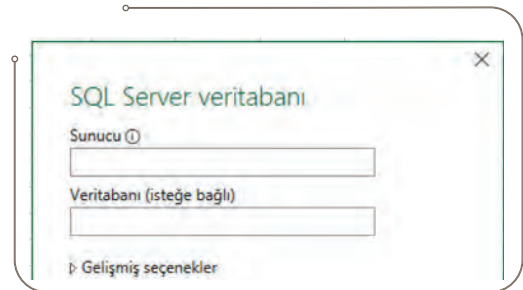 SQL Server veritabanı
Sunucu
Veritabanı (isteğe bağlı)
Gelişmiş seçenekler